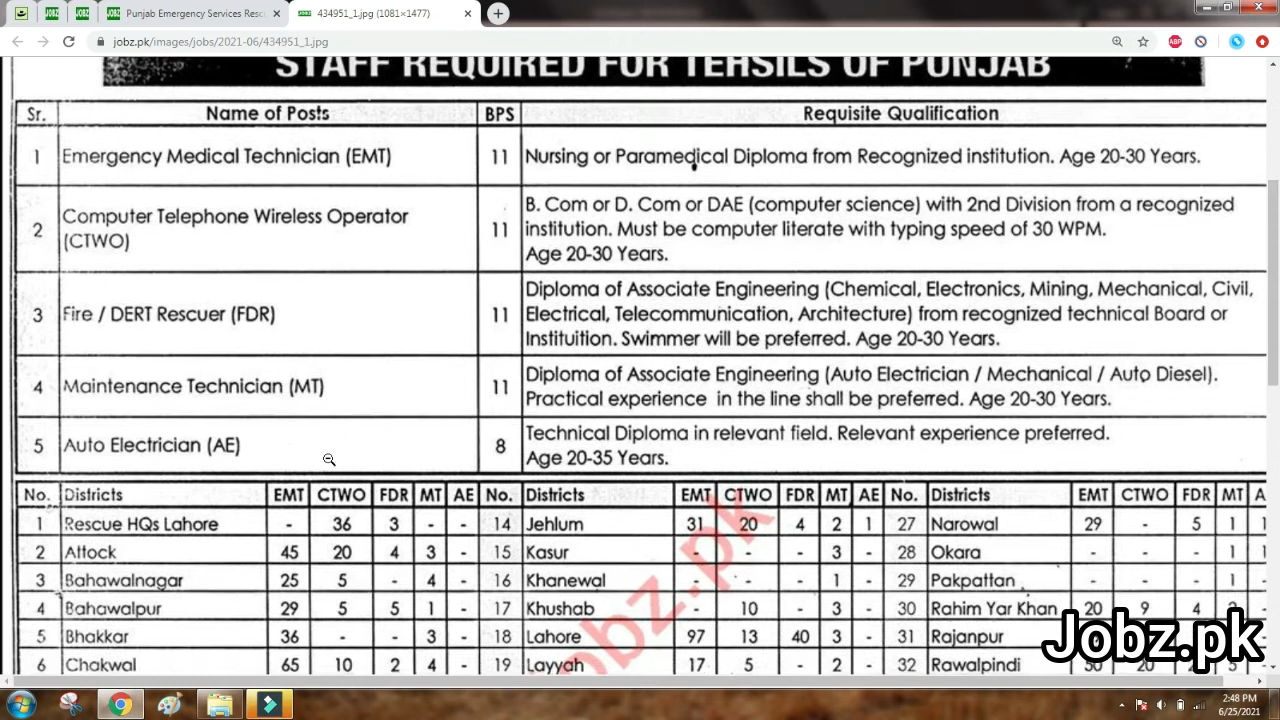 Punjab Emergency Services Resc
434951_1.jpg (1081×1477)
jobz.pk/images/jobs/2021-06/434951_1.jpg
STAFF REQUIRED FOR TEHSILS OF PUNJAB
Sr. Name of Posts BPS Requisite Qualification
1 Emergency Medical Technician (EMT) 11 Nursing or Paramedical Diploma from Recognized institution. Age 20-30 Years.
2 Computer Telephone Wireless Operator (CTWO) 11 B. Com or D. Com or DAE (computer science) with 2nd Division from a recognized
institution. Must be computer literate with typing speed of 30 WPM.
Age 20-30 Years.
3 Fire / DERT Rescuer (FDR) 11 Diploma of Associate Engineering (Chemical, Electronics, Mining, Mechanical, Civil,
Electrical, Telecommunication, Architecture) from recognized technical Board or
Instituition. Swimmer will be preferred. Age 20-30 Years.
4 Maintenance Technician (MT) 11 Diploma of Associate Engineering (Auto Electrician / Mechanical / Auto Diesel).
Practical experience in the line shall be preferred. Age 20-30 Years.
5 Auto Electrician (AE) 8 Technical Diploma in relevant field. Relevant experience preferred.
Age 20-35 Years.
No. Districts EMT CTWO FDR MT AE No. Districts EMT CTWO FDR MT AE No. Districts EMT CTWO FDR MT
1 Rescue HQs Lahore - 36 3 - - 14 Jehlum 31 20 4 2 1 27 Narowal 29 - 5 1 1
2 Attock 45 20 4 3 - 15 Kasur - - - 3 - 28 Okara - - - 1 1
3 Bahawalnagar 25 5 - 4 - 16 Khanewal - - - 1 - 29 Pakpattan - - - 1
4 Bahawalpur 29 5 5 1 - 17 Khushab - 10 - 3 - 30 Rahim Yar Khan 20 9 4
5 Bhakkar 36 - - 3 - 18 Lahore 97 13 40 3 - 31 Rajanpur
6 Chakwal 65 10 2 4 - 19 Layyah 17 5 - 2 - 32 Rawalpindi
Jobz.pk
2:48 PM
6/25/2021